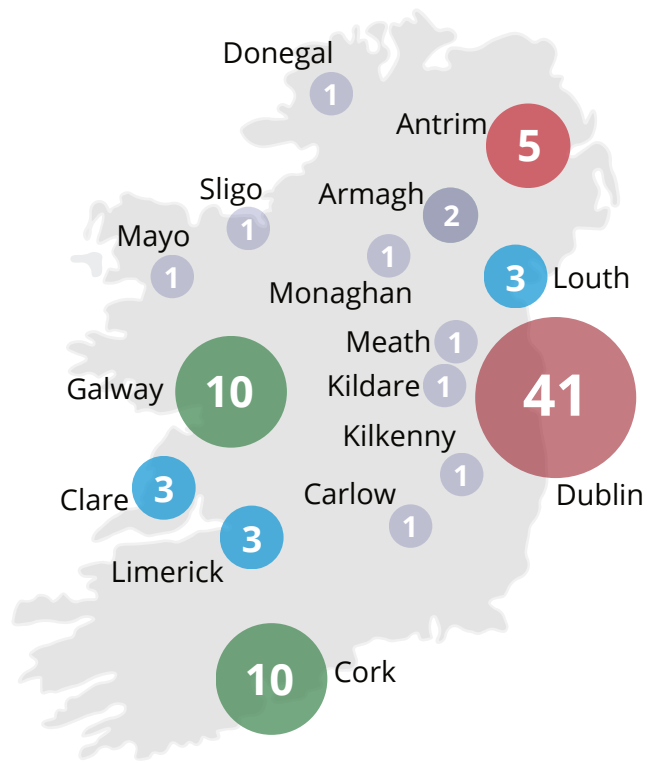 Donegal
1
Antrim
5
Sligo
1
Armagh
2
Mayo
1
1
Monaghan
3
Louth
Meath
1
Galway
10
Kildare
1
41
Dublin
Kilkenny
1
Clare
3
Carlow
1
3
Limerick
10
Cork